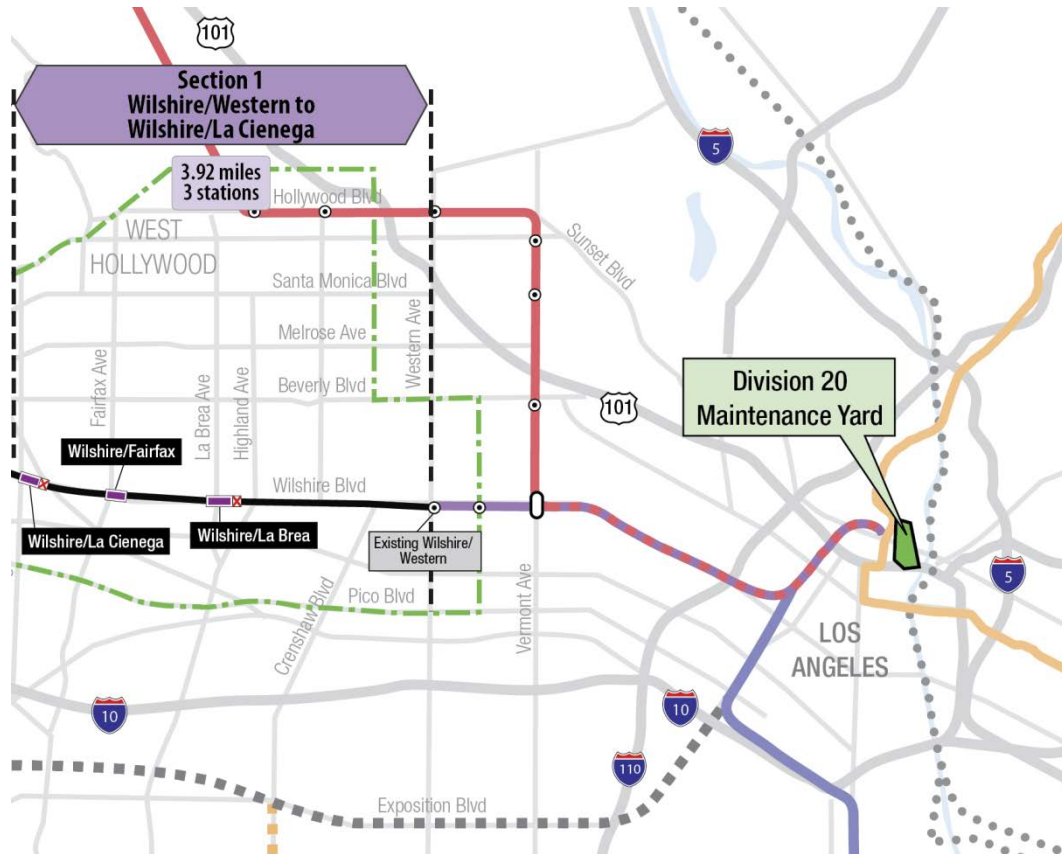 101
Section 1
Wilshire/Western to
Wilshire/La Cienega
5
3.92 miles
3 stations
Hollywood Blvd
WEST
HOLLYWOOD
Sunset Blvd
Santa Monica Blvd
Western Ave
Melrose Ave
Fairfax Ave
La Brea Ave
Highland Ave
Beverly Blvd
101
Division 20
Maintenance Yard
Wilshire/Fairfax
Wilshire Blvd
Wilshire/La Cienega
Wilshire/La Brea
Existing Wilshire/
Western
5
Pico Blvd
Crenshaw Blvd
Vermont Ave
LOS
ANGELES
10
10
110
Exposition Blvd